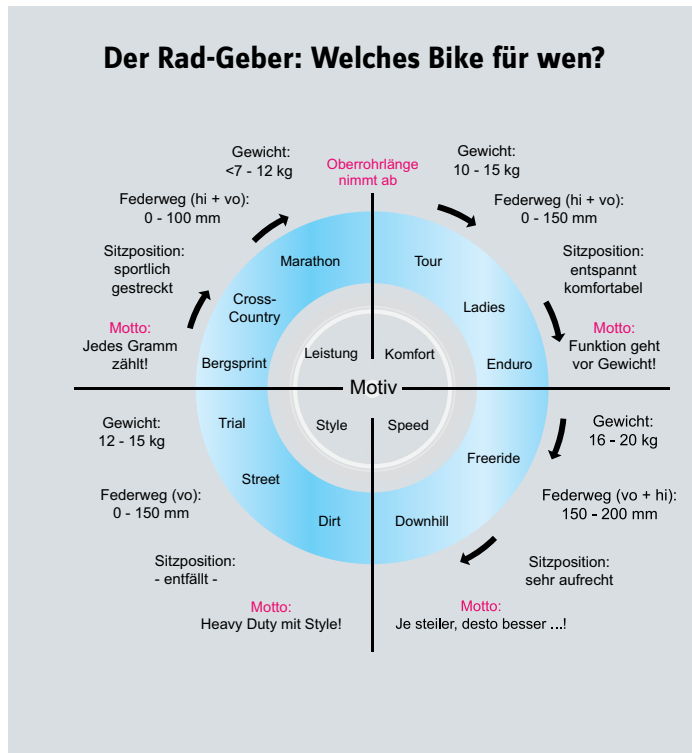 Der Rad-Geber: Welches Bike für wen?
Oberrohrlänge
nimmt ab
Gewicht:
<7 - 12 kg
Federweg (hi + vo):
0 - 100 mm
Sitzposition:
sportlich
gestreckt
Motto:
Jedes Gramm
zählt!
Marathon
Cross-
Country
Bergsprint
Leistung
Gewicht:
10 - 15 kg
Federweg (hi + vo):
0 - 150 mm
Sitzposition:
entspannt
komfortabel
Motto:
Funktion geht
vor Gewicht!
Tour
Ladies
Enduro
Komfort
Motiv
Gewicht:
12 - 15 kg
Federweg (vo):
0 - 150 mm
Sitzposition:
- entfällt -
Motto:
Heavy Duty mit Style!
Trial
Street
Dirt
Style
Speed
Freeride
Downhill
Gewicht:
16 - 20 kg
Federweg (vo + hi):
150 - 200 mm
Sitzposition:
sehr aufrecht
Motto:
Je steiler, desto besser ...!